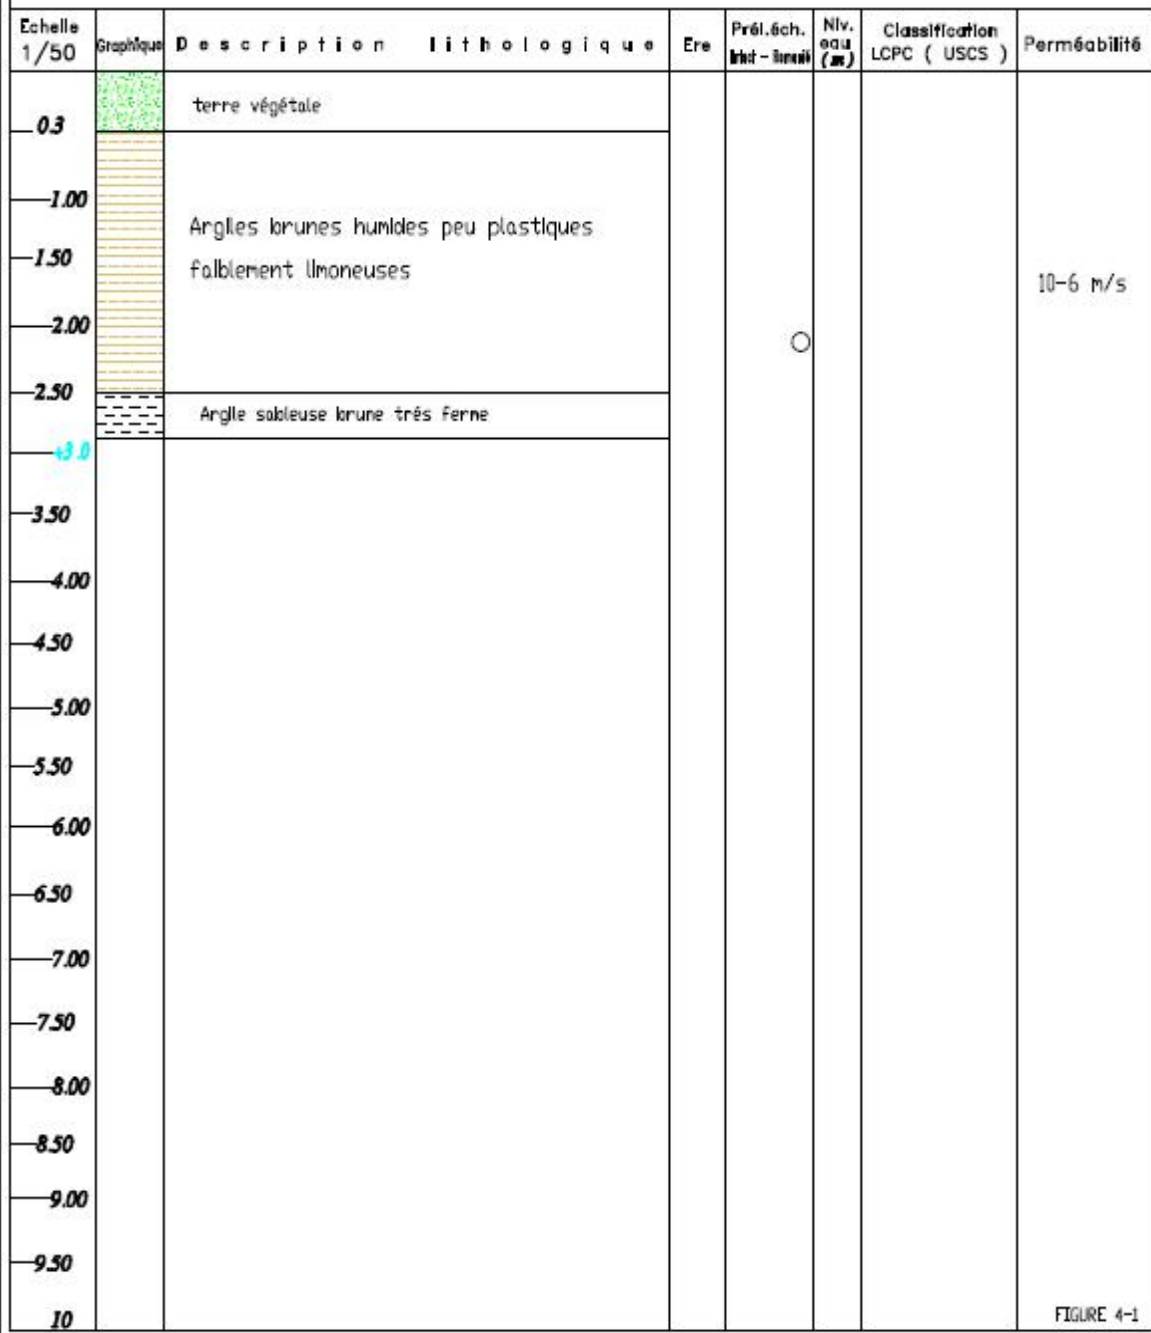 Echelle
1/50
Graphique
Description lithologique
Ere
Prél.éch.
Niv.
eau
(m)
Classification
LCPC ( USCS )
Perméabilité
terre végétale
0.3
1.00
Argiles brunes humides peu plastiques
1.50
faiblement limoneuses
10-6 m/s
2.00
2.50
Argile sableuse brune trés ferme
3.50
4.00
4.50
5.00
5.50
6.00
6.50
7.00
7.50
8.00
8.50
9.00
9.50
10
FIGURE 4-1